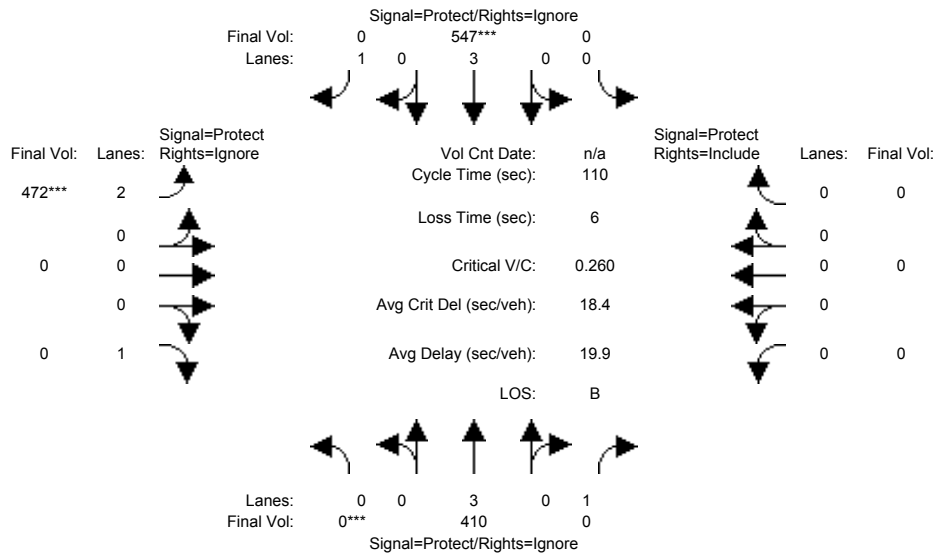 Signal=Protect/Rights=Ignore
Final Vol: 0 547*** 0
Lanes: 1 0 3 0 0
Signal=Protect
Final Vol: Lanes: Rights=Ignore
Vol Cnt Date: n/a
Signal=Protect
Rights=Include Lanes: Final Vol:
Cycle Time (sec): 110
472*** 2
0 0
Loss Time (sec): 6
0
0
0 0
Critical V/C: 0.260
0 0
0
Avg Crit Del (sec/veh): 18.4
0
0 1
Avg Delay (sec/veh): 19.9
0 0
LOS: B
Lanes: 0 0 3 0 1
Final Vol: 0*** 410 0
Signal=Protect/Rights=Ignore